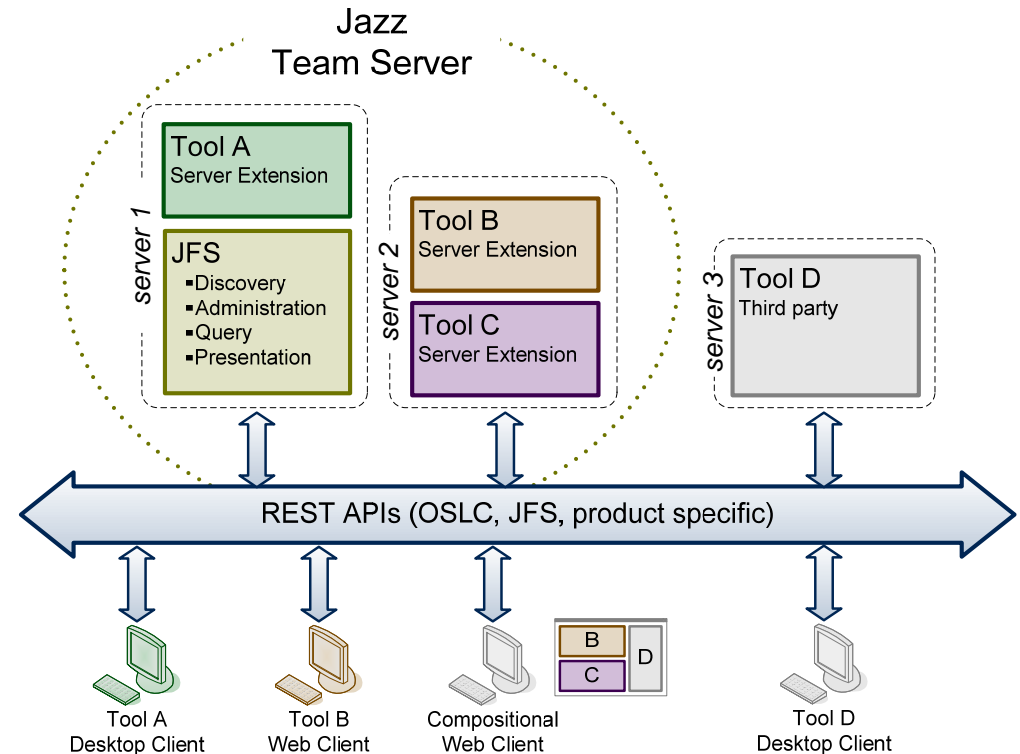 Jazz
Team Server
server 1
Tool A
Server Extension
JFS
▪Discovery
▪Administration
▪Query
▪Presentation
server 2
Tool B
Server Extension
Tool C
Server Extension
server 3
Tool D
Third party
REST APIs (OSLC, JFS, product specific)
B
C
D
Tool A
Desktop Client
Tool B
Web Client
Compositional
Web Client
Tool D
Desktop Client